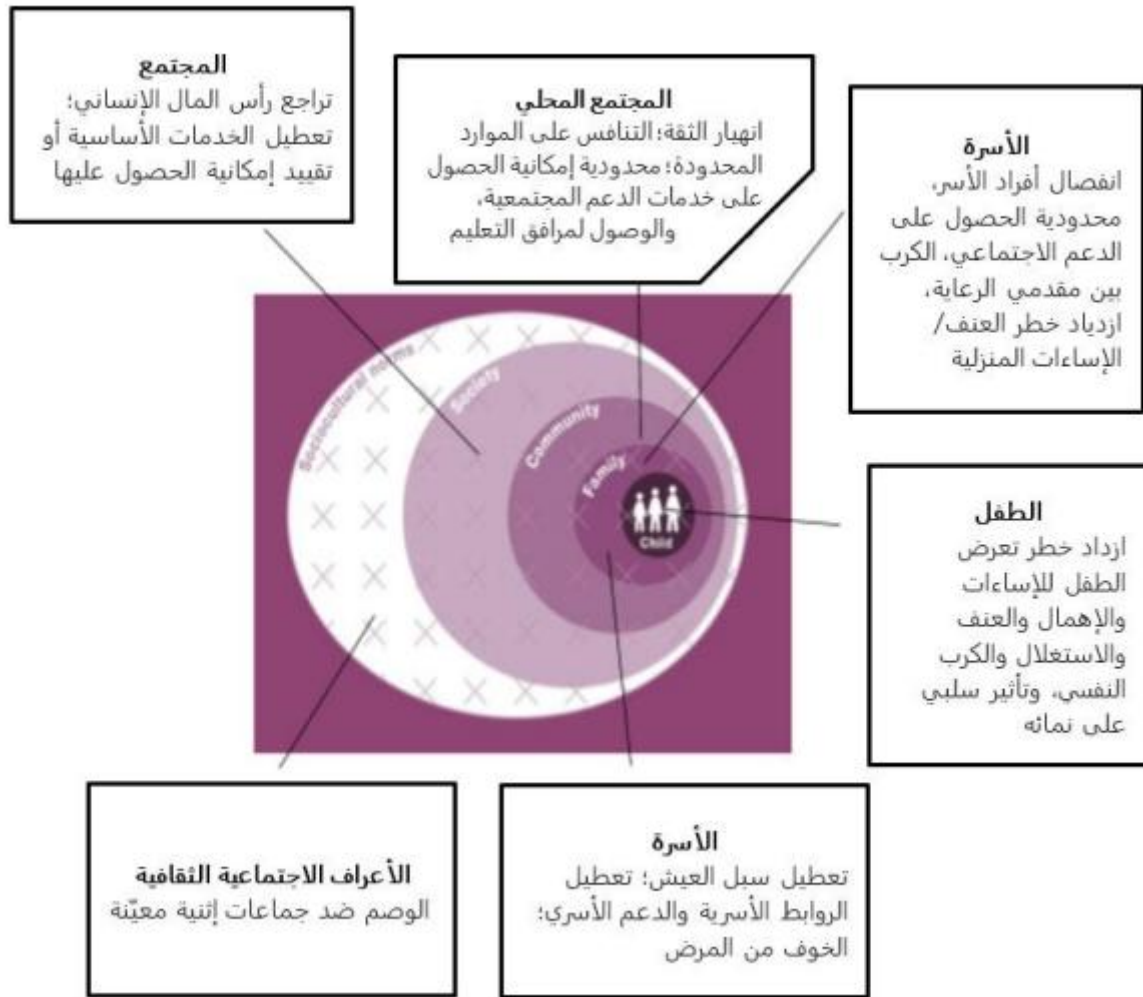 المجتمع
تراجع رأس المال الإنساني؛
تعطيل الخدمات الأساسية أو
تقييد إمكانية الحصول عليها
المجتمع المحلي
انهيار الثقة؛ التنافس على الموارد
المحدودة؛ محدودية إمكانية الحصول
على خدمات الدعم المجتمعية،
والوصول لمرافق التعليم
الأسرة
انفصال أفراد الأسر،
محدودية الحصول على
الدعم الاجتماعي، الكرب
بين مقدمي الرعاية،
ازدياد خطر العنف/
الإساءات المنزلية
Sociocultural norms
Society
Community
Family
Child
الطفل
ازداد خطر تعرض
الطفل للإساءات
والإهمال والعنف
والاستغلال والكرب
النفسي، وتأثير سلبي
على نمائه
الأسرة
تعطيل سبل العيش؛ تعطيل
الروابط الأسرية والدعم الأسري؛
الخوف من المرض
الأعراف الاجتماعية الثقافية
الوصم ضد جماعات إثنية معيّنة